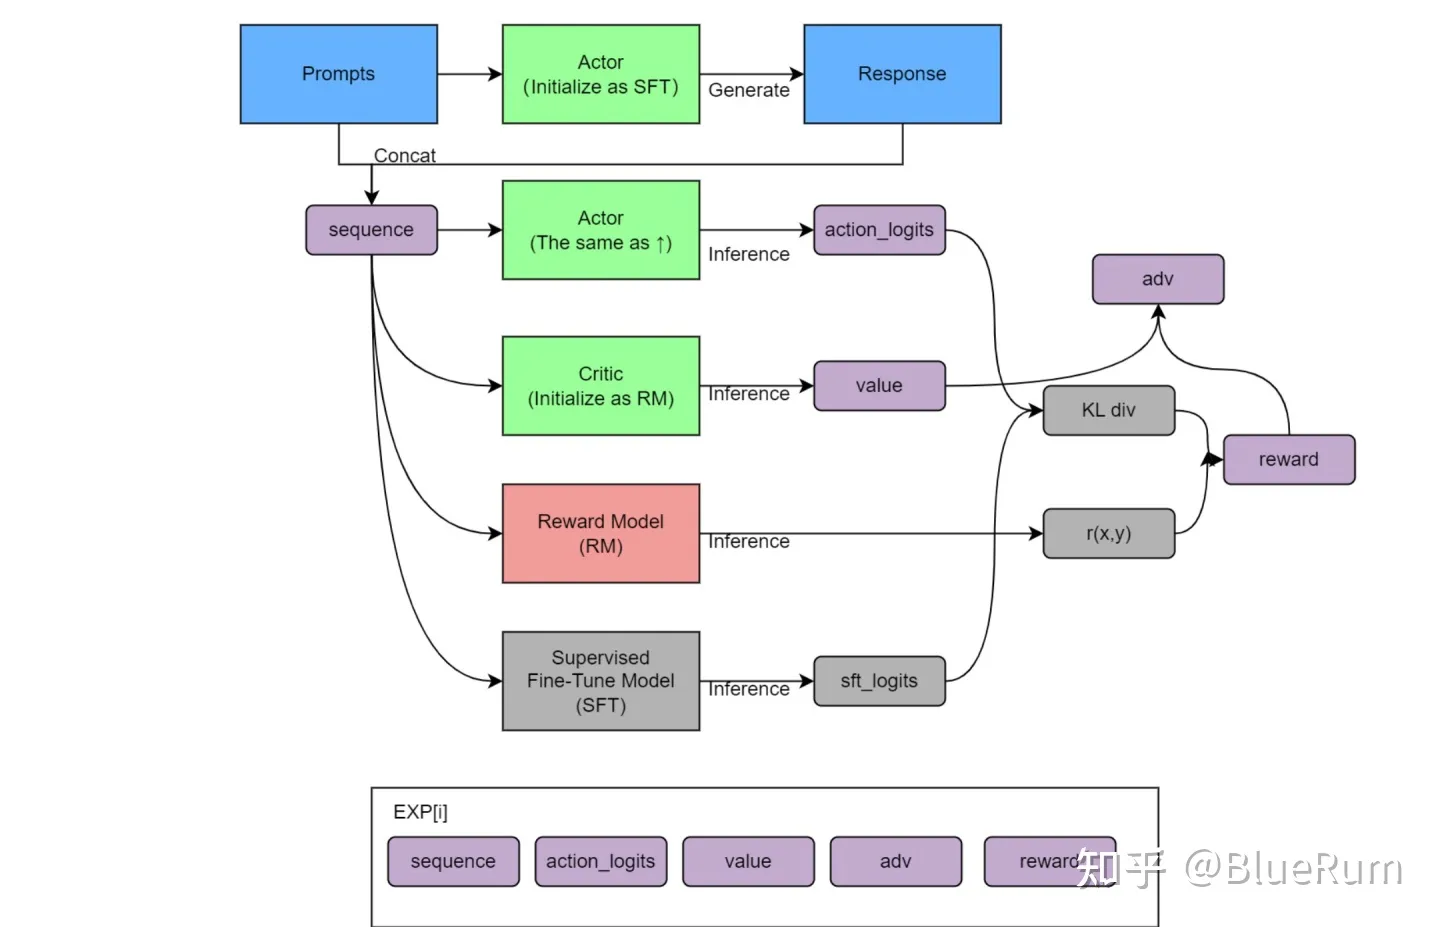 Prompts
Actor
(Initialize as SFT)
Generate
Response
Concat
sequence
Actor
(The same as ↑)
Inference
action_logits
adv
Critic
(Initialize as RM)
Inference
value
KL div
reward
Reward Model
(RM)
Inference
r(x,y)
Supervised
Fine-Tune Model
(SFT)
Inference
sft_logits
EXP[i]
sequence
action_logits
value
adv
reward
知乎 @BlueRum